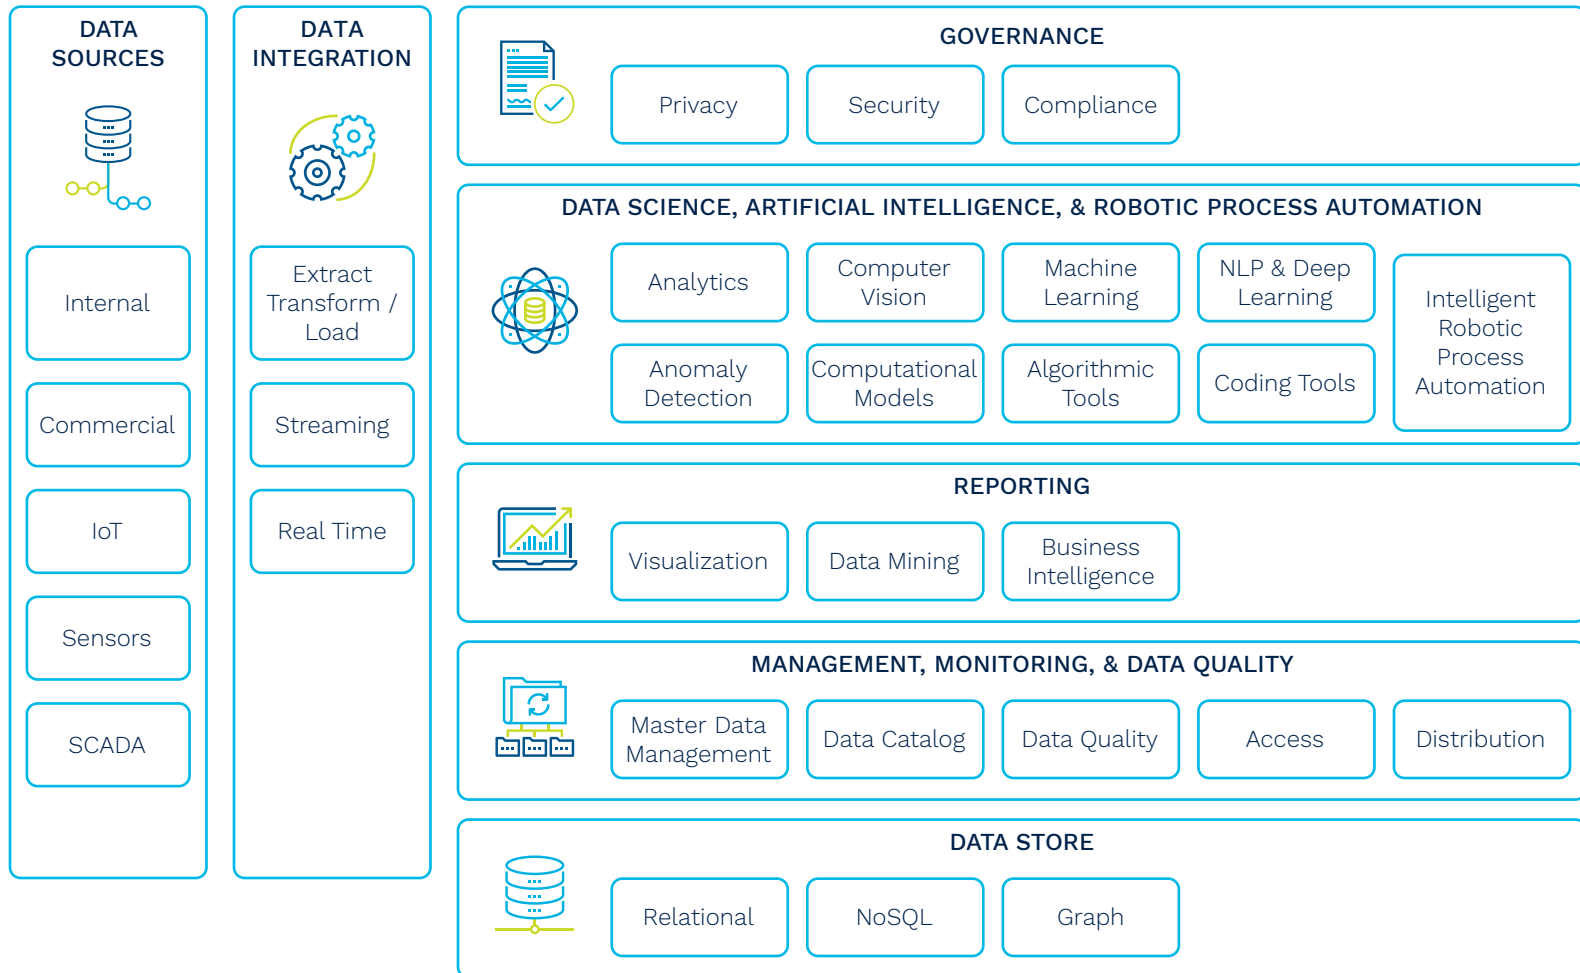 DATA
SOURCES
Internal
Commercial
IoT
Sensors
SCADA
DATA
INTEGRATION
Extract
Transform /
Load
Streaming
Real Time
GOVERNANCE
Privacy
Security
Compliance
DATA SCIENCE, ARTIFICIAL INTELLIGENCE, & ROBOTIC PROCESS AUTOMATION
Analytics
Computer
Vision
Machine
Learning
NLP & Deep
Learning
Anomaly
Detection
Computational
Models
Algorithmic
Tools
Coding Tools
Intelligent
Robotic
Process
Automation
REPORTING
Visualization
Data Mining
Business
Intelligence
MANAGEMENT, MONITORING, & DATA QUALITY
Master Data
Management
Data Catalog
Data Quality
Access
Distribution
DATA STORE
Relational
NoSQL
Graph